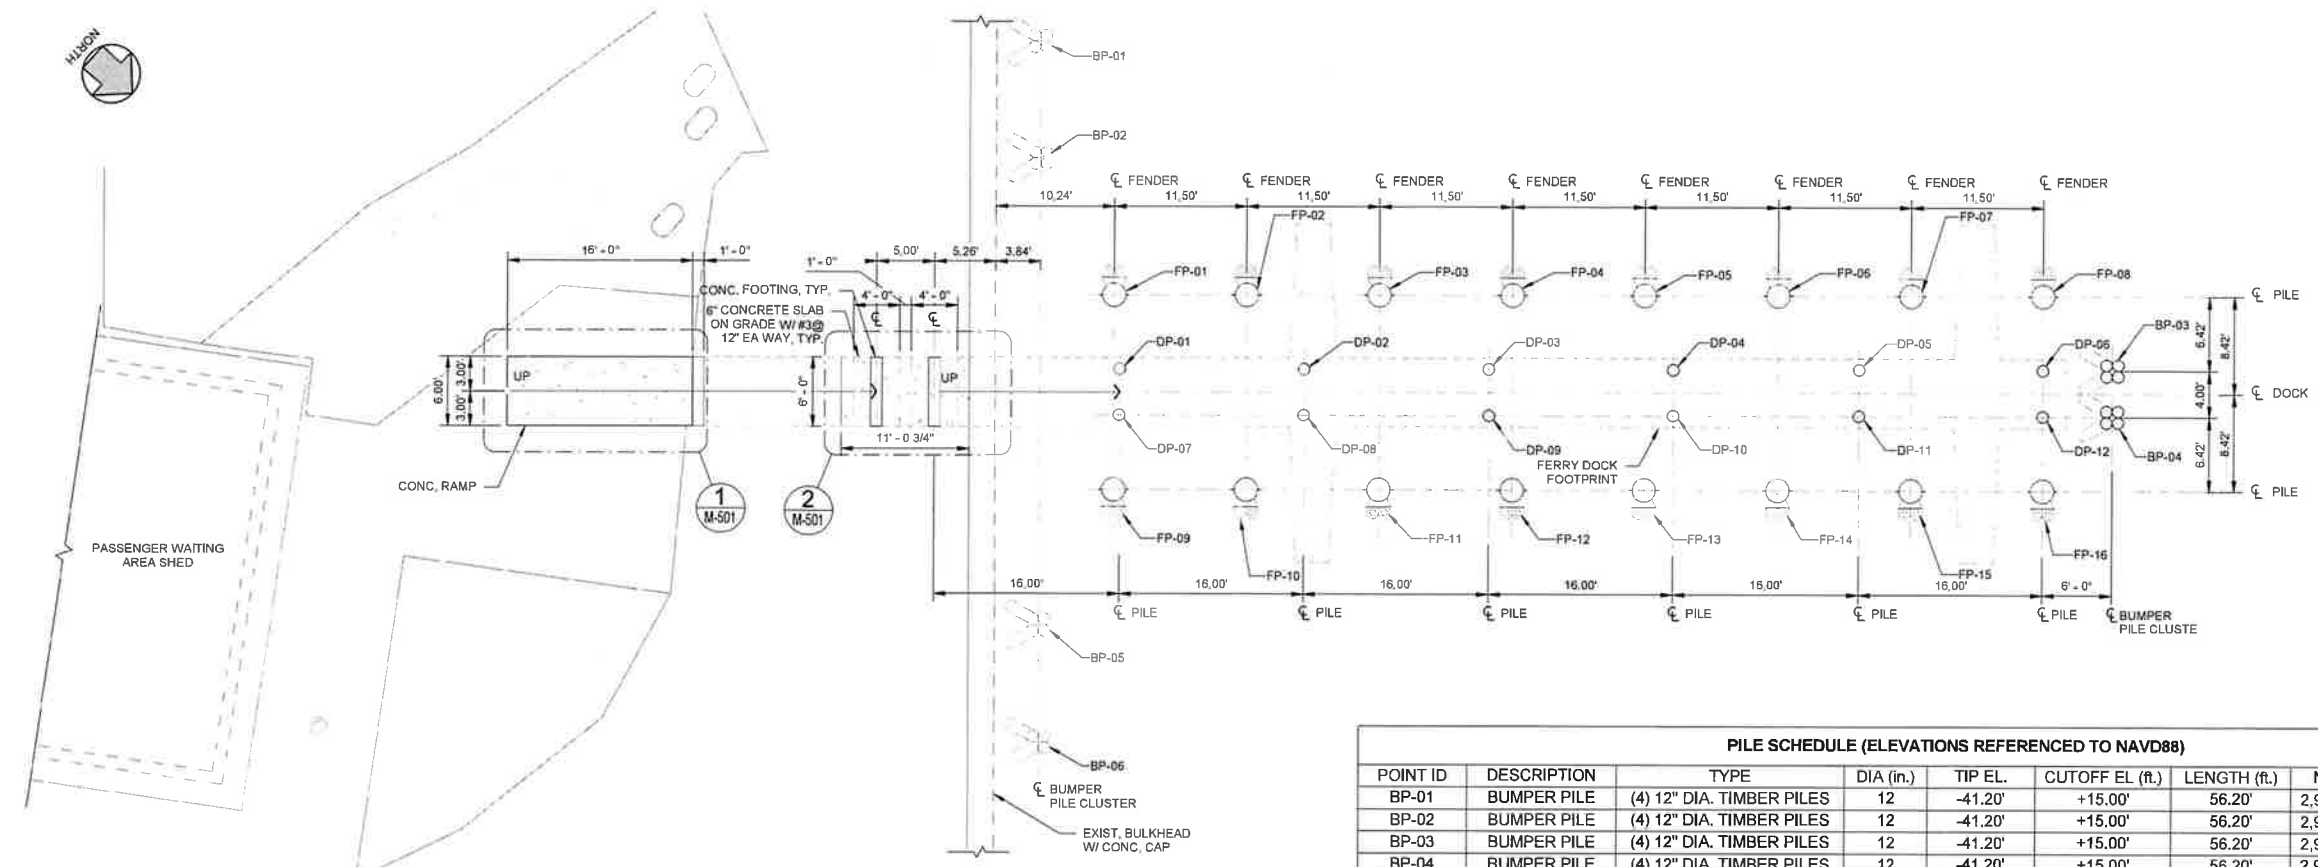 NORTH
BP-01
BP-02
℄ FENDER
℄ FENDER
℄ FENDER
℄ FENDER
℄ FENDER
℄ FENDER
℄ FENDER
℄ FENDER
10.24'
11.50'
11.50'
11.50'
11.50'
11.50'
11.50'
11.50'
FP-02
FP-07
16' - 0"
1' - 0"
1' - 0"
5.00'
5.26'
3.84'
FP-01
FP-03
FP-04
FP-05
FP-06
FP-08
CONC. FOOTING, TYP.
4' - 0"
4' - 0"
℄
℄
6" CONCRETE SLAB
ON GRADE W/ #3@
12" EA WAY, TYP.
℄ PILE
6.42'
8.42'
BP-03
DP-01
DP-02
DP-03
DP-04
DP-05
DP-06
UP
UP
6.00'
3.00'
3.00'
6' - 0"
4.00'
℄ DOCK
11' - 0 3/4"
DP-07
DP-08
DP-09
DP-10
DP-11
DP-12
BP-04
6.42'
8.42'
FERRY DOCK
FOOTPRINT
CONC. RAMP
1
M-501
2
M-501
℄ PILE
PASSENGER WAITING
AREA SHED
FP-09
FP-10
FP-11
FP-12
FP-13
FP-14
FP-15
FP-16
16.00'
16.00'
16.00'
16.00'
16.00'
16.00'
6' - 0"
℄ PILE
℄ PILE
℄ PILE
℄ PILE
℄ PILE
℄ PILE
℄ BUMPER
PILE CLUSTE
BP-05
BP-06
℄ BUMPER
PILE CLUSTER
EXIST. BULKHEAD
W/ CONC. CAP
PILE SCHEDULE (ELEVATIONS REFERENCED TO NAVD88)
POINT ID DESCRIPTION TYPE DIA (in.) TIP EL. CUTOFF EL (ft.) LENGTH (ft.)
BP-01 BUMPER PILE (4) 12" DIA. TIMBER PILES 12 -41.20' +15.00' 56.20'
BP-02 BUMPER PILE (4) 12" DIA. TIMBER PILES 12 -41.20' +15.00' 56.20'
BP-03 BUMPER PILE (4) 12" DIA. TIMBER PILES 12 -41.20' +15.00' 56.20'
BP-04 BUMPER PILE (4) 12" DIA. TIMBER PILES 12 -41.20' +15.00' 56.20'